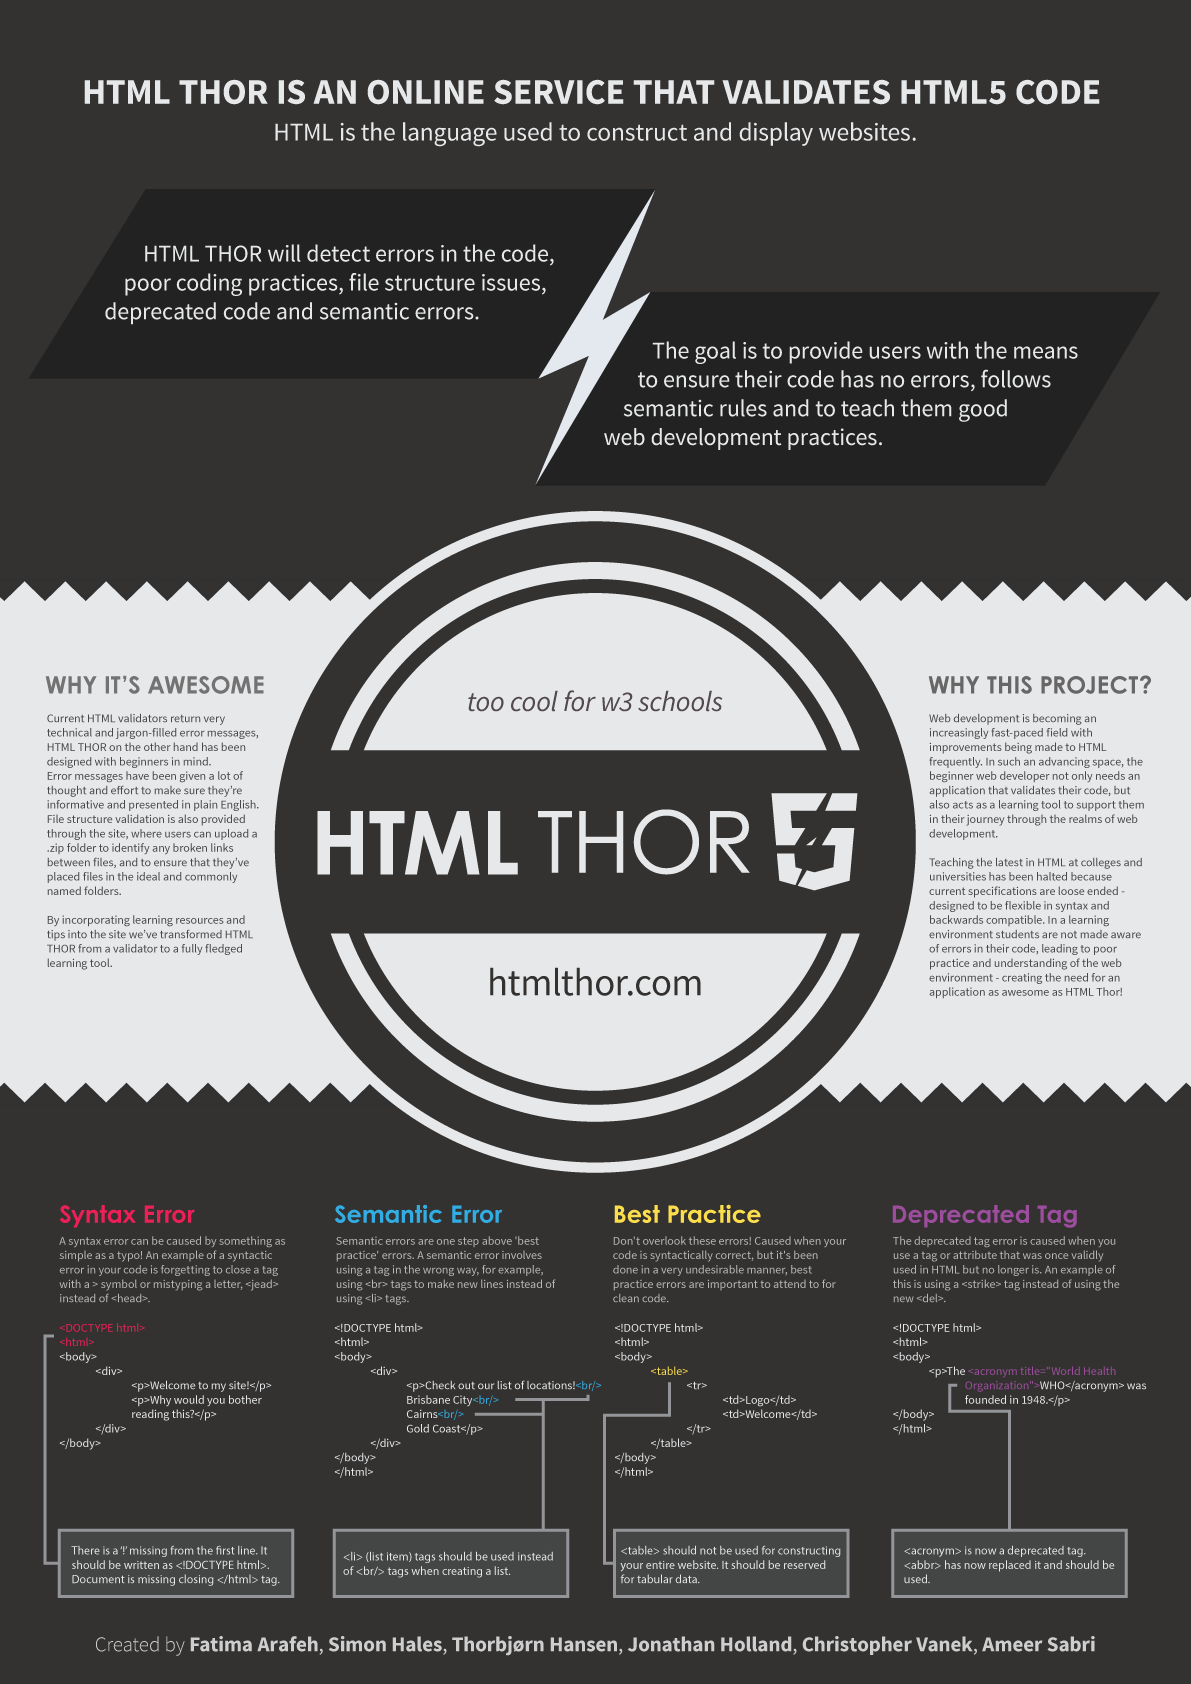 HTML THOR IS AN ONLINE SERVICE THAT VALIDATES HTML5 CODE
HTML is the language used to construct and display websites.
HTML THOR will detect errors in the code,
poor coding practices, file structure issues,
deprecated code and semantic errors.
The goal is to provide users with the means
to ensure their code has no errors, follows
semantic rules and to teach them good
web development practices.
WHY IT'S AWESOME
Current HTML validators return very
technical and jargon-filled error messages,
HTML THOR on the other hand has been
designed with beginners in mind.
Error messages have been given a lot of
thought and effort to make sure they're
informative and presented in plain English.
File structure validation is also provided
through the site, where users can upload a
.zip folder to identify any broken links
between files, and to ensure that they've
placed files in the ideal and commonly
named folders.
By incorporating learning resources and
tips into the site we've transformed HTML
THOR from a validator to a fully fledged
learning tool.
too cool for w3 schools
HTML THOR 5
htmlthor.com
WHY THIS PROJECT?
Web development is becoming an
increasingly fast-paced field with
improvements being made to HTML
frequently. In such an advancing space, the
beginner web developer not only needs an
application that validates their code, but
also acts as a learning tool to support them
in their journey through the realms of web
development.
Teaching the latest in HTML at colleges and
universities has been halted because
current specifications are loose ended -
designed to be flexible in syntax and
backwards compatible. In a learning
environment students are not made aware
of errors in their code, leading to poor
practice and understanding of the web
environment - creating the need for an
application as awesome as HTML Thor!
Syntax Error
A syntax error can be caused by something as
simple as a typo! An example of a syntactic
error in your code is forgetting to close a tag
with a > symbol or mistyping a letter, <jead>
instead of <head>.
<DOCTYPE html>
<html>
<body>
<div>
<p>Welcome to my site!</p>
<p>Why would you bother
reading this?</p>
</div>
</body>
There is a '!' missing from the first line. It
should be written as <!DOCTYPE html>.
Document is missing closing </html> tag.
Semantic Error
Semantic errors are one step above 'best
practice' errors. A semantic error involves
using a tag in the wrong way, for example,
using <br> tags to make new lines instead of
using <li> tags.
<!DOCTYPE html>
<html>
<body>
<div>
<p>Check out our list of locations!<br/>
Brisbane City<br/>
Cairns<br/>
Gold Coast</p>
</div>
</body>
</html>
<li> (list item) tags should be used instead
of <br/> tags when creating a list.
Best Practice
Don't overlook these errors! Caused when your
code is syntactically correct, but it's been
done in a very undesirable manner, best
practice errors are important to attend to for
clean code.
<!DOCTYPE html>
<html>
<body>
<table>
<tr>
<td>Logo</td>
<td>Welcome</td>
</tr>
</table>
</body>
</html>
<table> should not be used for constructing
your entire website. It should be reserved
for tabular data.
Deprecated Tag
The deprecated tag error is caused when you
use a tag or attribute that was once validly
used in HTML but no longer is. An example of
this is using a <strike> tag instead of using the
new <del>.
<!DOCTYPE html>
<html>
<body>
<p>The <acronym title="World Health
Organization">WHO</acronym> was
founded in 1948.</p>
</body>
</html>
<acronym> is now a deprecated tag.
<abbr> has now replaced it and should be
used.
Created by Fatima Arafeh, Simon Hales, Thorbjørn Hansen, Jonathan Holland, Christopher Vanek, Ameer Sabri